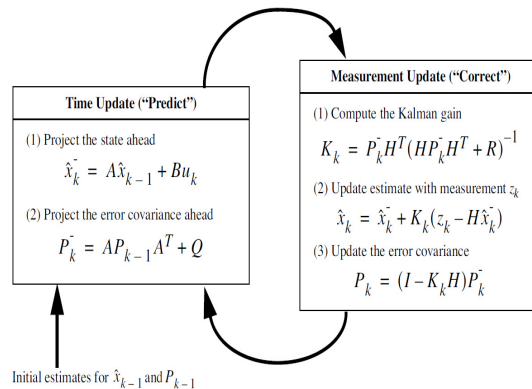 Time Update (“Predict”)
(1) Project the state ahead
x̂⁻ₖ = Ax̂ₖ₋₁ + Buₖ
(2) Project the error covariance ahead
P⁻ₖ = APₖ₋₁Aᵀ + Q
Measurement Update (“Correct”)
(1) Compute the Kalman gain
Kₖ = P⁻ₖHᵀ(HP⁻ₖHᵀ + R)⁻¹
(2) Update estimate with measurement zₖ
x̂ₖ = x̂⁻ₖ + Kₖ(zₖ – Hx̂⁻ₖ)
(3) Update the error covariance
Pₖ = (I – KₖH)P⁻ₖ
Initial estimates for x̂ₖ₋₁ and Pₖ₋₁